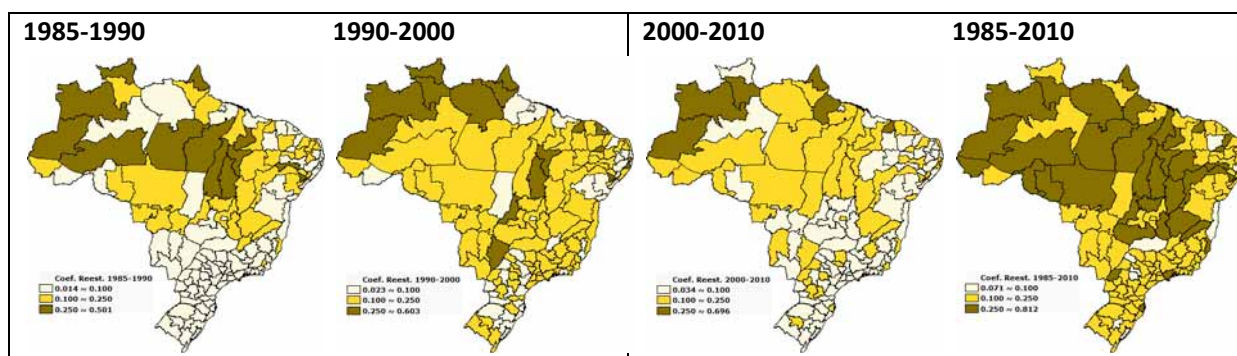 1985-1990
1990-2000
2000-2010
1985-2010
Coef. Reest. 1985-1990
0.014 ~ 0.100
0.100 ~ 0.250
0.250 ~ 0.501
Coef. Reest. 1990-2000
0.023 ~ 0.100
0.100 ~ 0.250
0.250 ~ 0.603
Coef. Reest. 2000-2010
0.034 ~ 0.100
0.100 ~ 0.250
0.250 ~ 0.696
Coef. Reest. 1985-2010
0.071 ~ 0.100
0.100 ~ 0.250
0.250 ~ 0.812